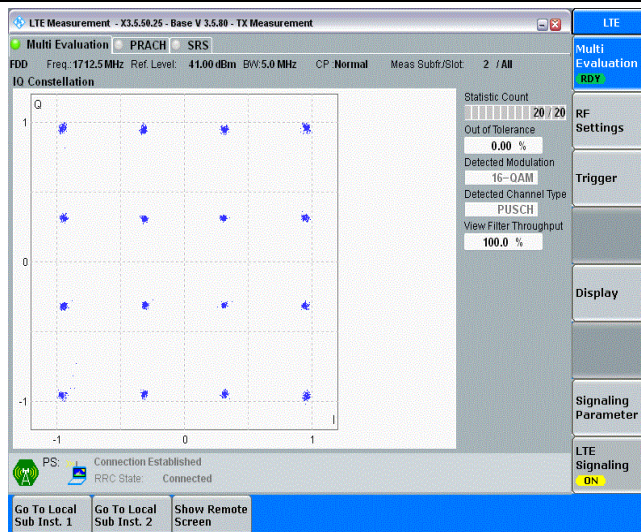 LTE Measurement - X3.5.50.25 - Base V 3.5.80 - TX Measurement
LTE
Multi Evaluation PRACH SRS
Multi
Evaluation
RDY
FDD Freq.:1712.5 MHz Ref. Level: 41.00 dBm BW:5.0 MHz CP :Normal Meas Subfr./Slot: 2 / All
IQ Constellation
Q
1
0
-1
-1 0 1
I
Statistic Count
20 / 20
Out of Tolerance
0.00 %
Detected Modulation
16-QAM
Detected Channel Type
PUSCH
View Filter Throughput
100.0 %
RF
Settings
Trigger
Display
Signaling
Parameter
LTE
Signaling
ON
PS: Connection Established
RRC State: Connected
Go To Local
Sub Inst. 1
Go To Local
Sub Inst. 2
Show Remote
Screen